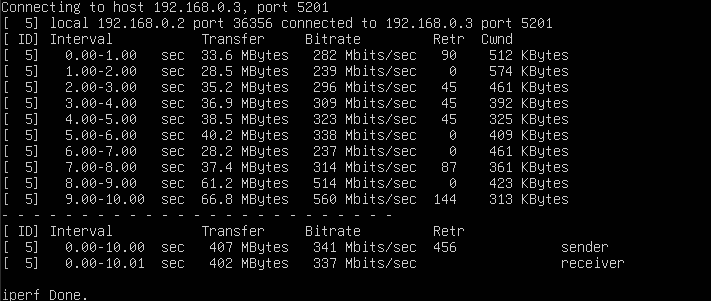 Connecting to host 192.168.0.3, port 5201
[  5] local 192.168.0.2 port 36356 connected to 192.168.0.3 port 5201
[ ID] Interval           Transfer     Bitrate         Retr  Cwnd
[  5]   0.00-1.00   sec  33.6 MBytes   282 Mbits/sec   90    512 KBytes
[  5]   1.00-2.00   sec  28.5 MBytes   239 Mbits/sec    0    574 KBytes
[  5]   2.00-3.00   sec  35.2 MBytes   296 Mbits/sec   45    461 KBytes
[  5]   3.00-4.00   sec  36.9 MBytes   309 Mbits/sec   45    392 KBytes
[  5]   4.00-5.00   sec  38.5 MBytes   323 Mbits/sec   45    325 KBytes
[  5]   5.00-6.00   sec  40.2 MBytes   338 Mbits/sec    0    409 KBytes
[  5]   6.00-7.00   sec  28.2 MBytes   237 Mbits/sec    0    461 KBytes
[  5]   7.00-8.00   sec  37.4 MBytes   314 Mbits/sec   87    361 KBytes
[  5]   8.00-9.00   sec  61.2 MBytes   514 Mbits/sec    0    423 KBytes
[  5]   9.00-10.00  sec  66.8 MBytes   560 Mbits/sec  144    313 KBytes
- - - - - - - - - - - - - - - - - - - - - - - - -
[ ID] Interval           Transfer     Bitrate         Retr
[  5]   0.00-10.00  sec   407 MBytes   341 Mbits/sec  456             sender
[  5]   0.00-10.01  sec   402 MBytes   337 Mbits/sec                  receiver
iperf Done.